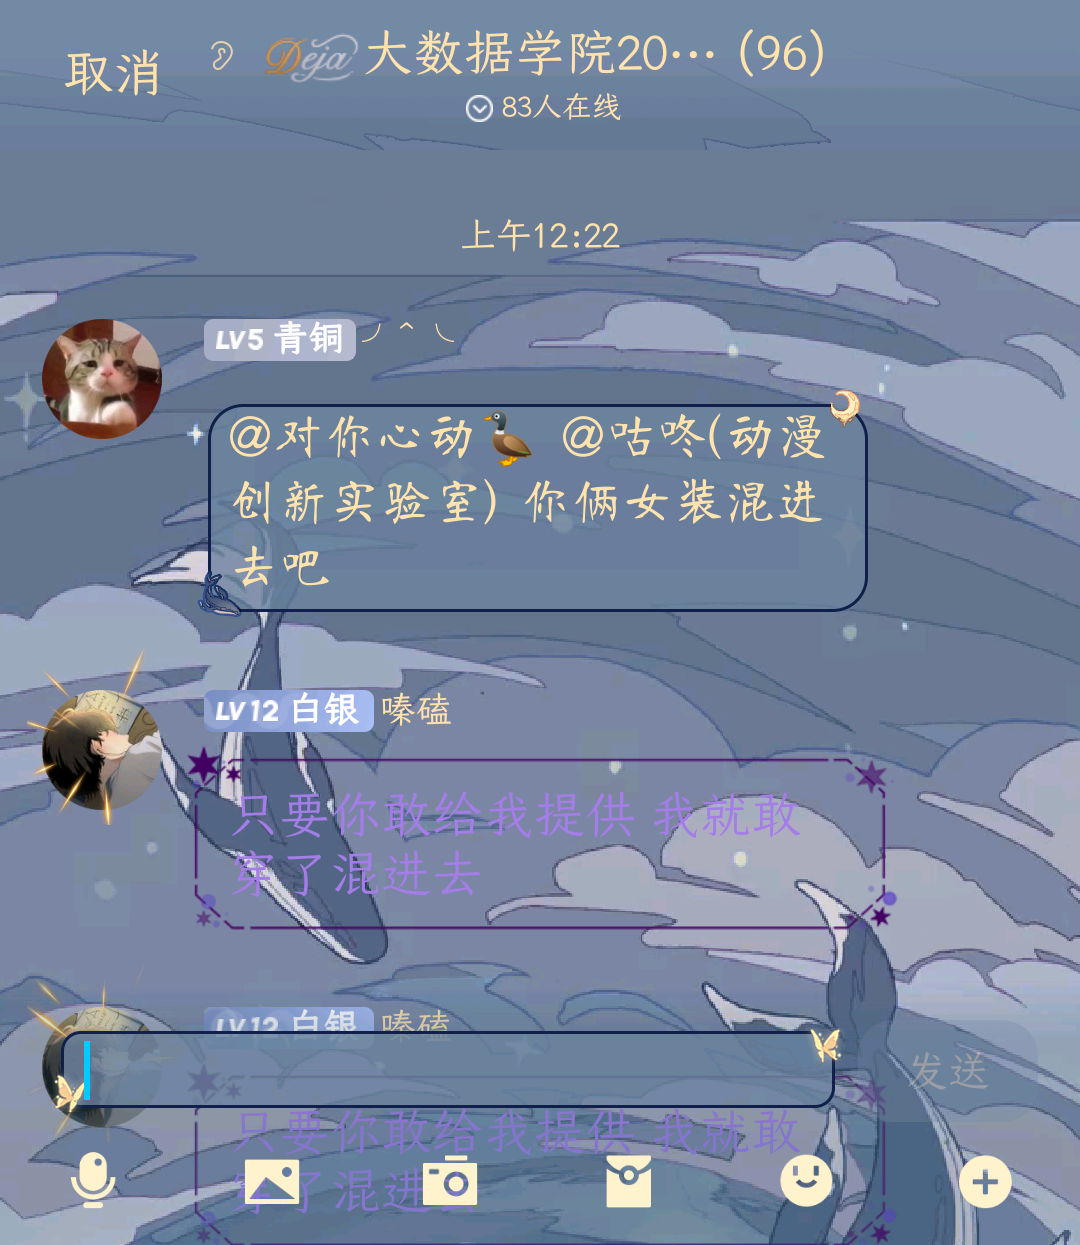 取消
Deja 大数据学院20… (96)
83人在线
上午12:22
LV5 青铜 ╯^╰
@对你心动🦆 @咕咚(动漫
创新实验室) 你俩女装混进
去吧
LV12 白银 嗪磕
只要你敢给我提供 我就敢
穿了混进去
LV12 白银 嗪磕
发送
只要你敢给我提供 我就敢
穿了混进去